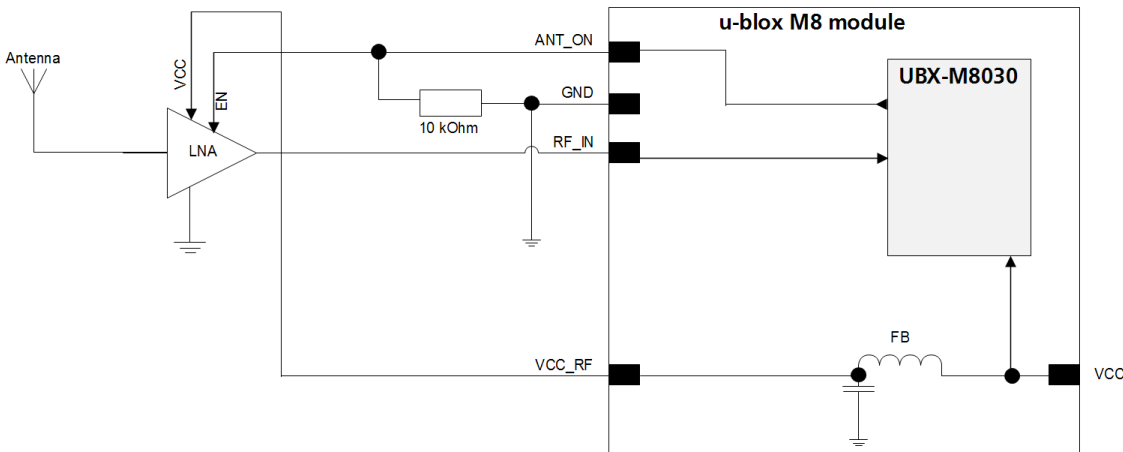 u-blox M8 module
ANT_ON
Antenna
VCC
EN
UBX-M8030
GND
10 kOhm
LNA
RF_IN
FB
VCC_RF
VCC